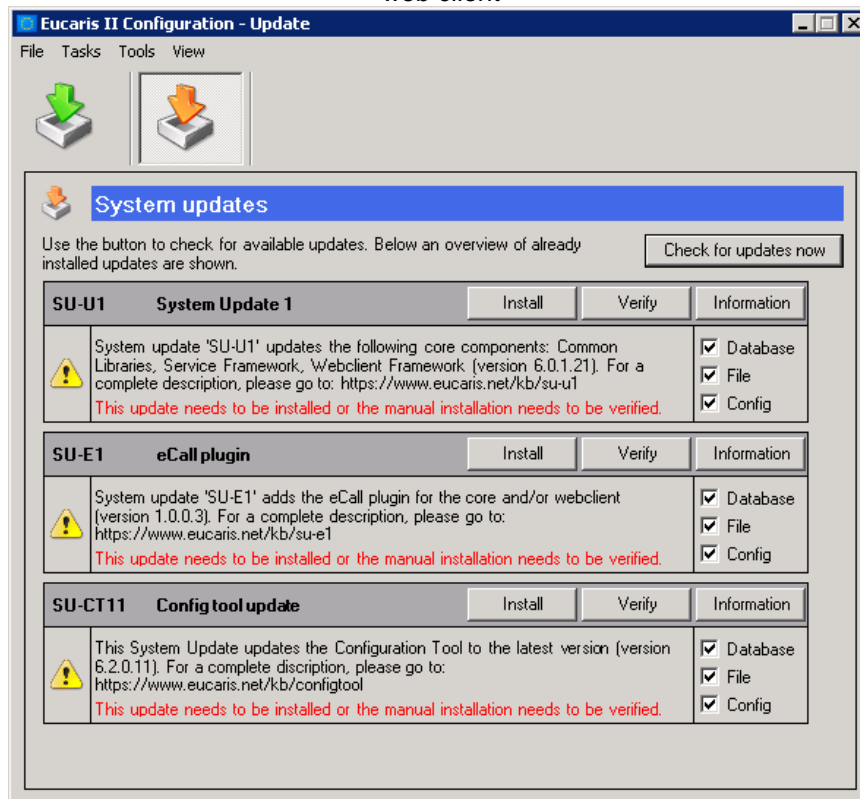 web client
Eucaris II Configuration - Update
File Tasks Tools View
System updates
Use the button to check for available updates. Below an overview of already
installed updates are shown.
Check for updates now
SU-U1 System Update 1 Install Verify Information
System update 'SU-U1' updates the following core components: Common
Libraries, Service Framework, Webclient Framework (version 6.0.1.21). For a
complete description, please go to: https://www.eucaris.net/kb/su-u1
This update needs to be installed or the manual installation needs to be verified.
Database
File
Config
SU-E1 eCall plugin Install Verify Information
System update 'SU-E1' adds the eCall plugin for the core and/or webclient
(version 1.0.0.3). For a complete description, please go to:
https://www.eucaris.net/kb/su-e1
This update needs to be installed or the manual installation needs to be verified.
Database
File
Config
SU-CT11 Config tool update Install Verify Information
This System Update updates the Configuration Tool to the latest version (version
6.2.0.11). For a complete discription, please go to:
https://www.eucaris.net/kb/configtool
This update needs to be installed or the manual installation needs to be verified.
Database
File
Config